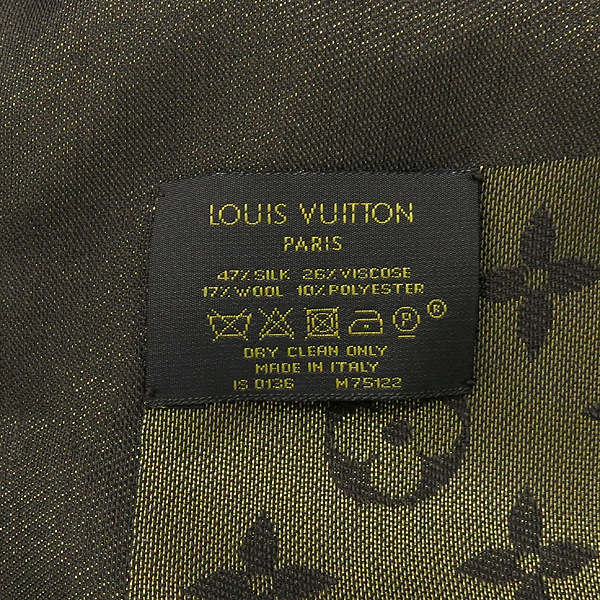 LOUIS VUITTON
PARIS
47%SILK 26%VISCOSE
17%WOOL 10%POLYESTER
P ®
DRY CLEAN ONLY
MADE IN ITALY
IS 0136 M75122